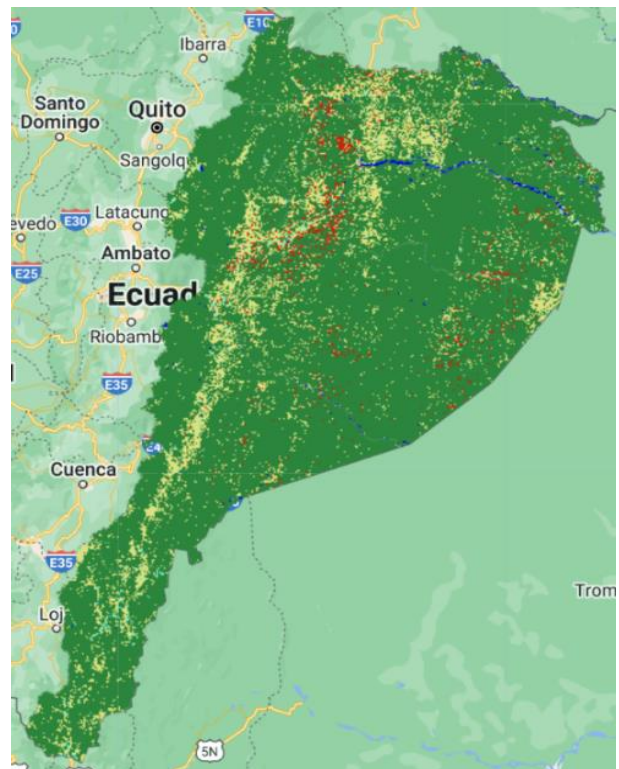 E10
Ibarra
Santo
Domingo
Quito
Sangolq
evedo
E30
Latacung
Ambato
E25
Ecuad
Riobamb
E35
Cuenca
E35
Loj
Trom
5N